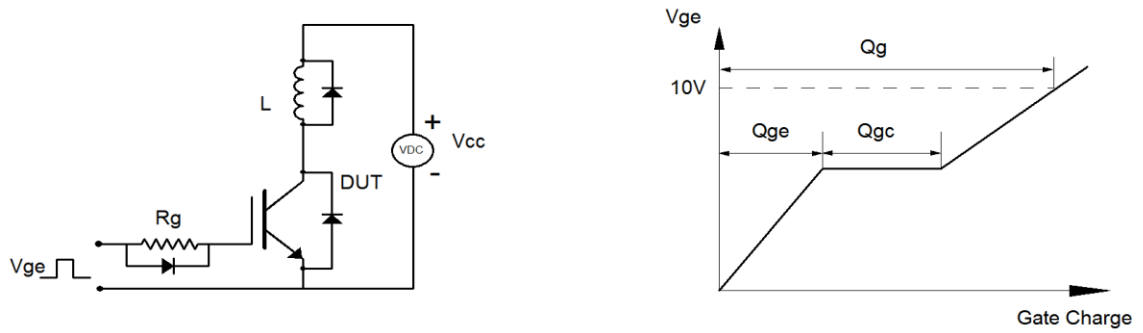 L
+
VDC
-
Vcc
DUT
Rg
Vge
Vge
Qg
10V
Qge
Qgc
Gate Charge